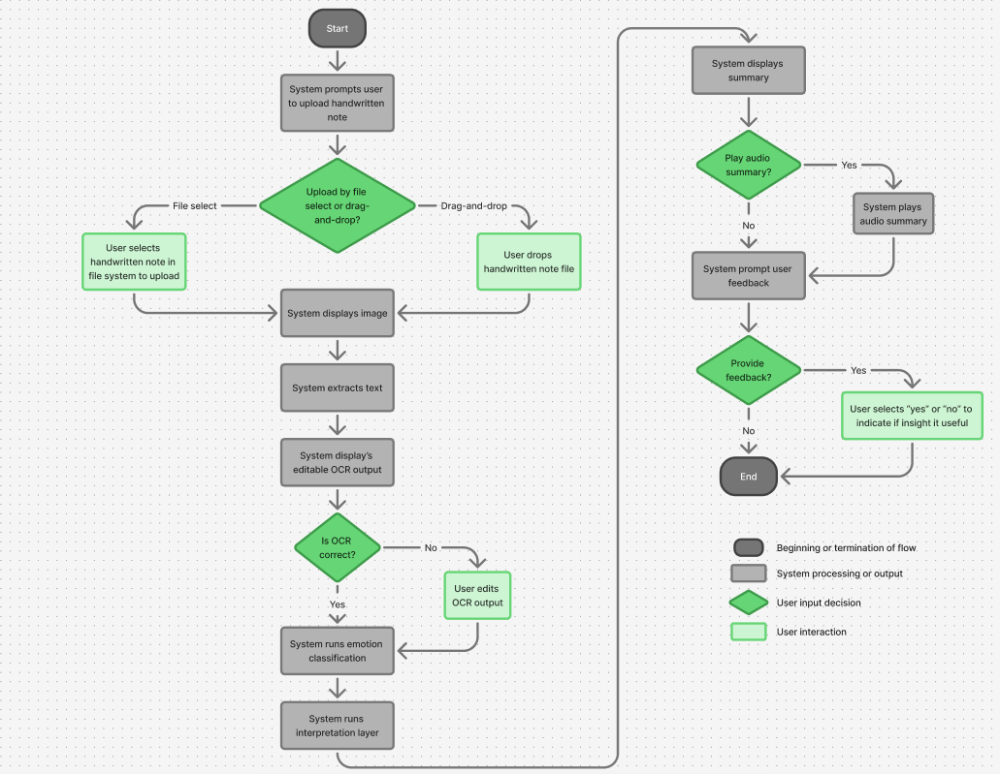 Start
System prompts user
to upload handwritten
note
Upload by file
select or drag-
and-drop?
File select
Drag-and-drop
User selects
handwritten note in
file system to upload
User drops
handwritten note file
System displays image
System extracts text
System display's
editable OCR output
Is OCR
correct?
No
User edits
OCR output
Yes
System runs emotion
classification
System runs
interpretation layer
System displays
summary
Play audio
summary?
Yes
System plays
audio summary
No
System prompt user
feedback
Provide
feedback?
Yes
User selects "yes" or "no" to
indicate if insight it useful
No
End
Beginning or termination of flow
System processing or output
User input decision
User interaction